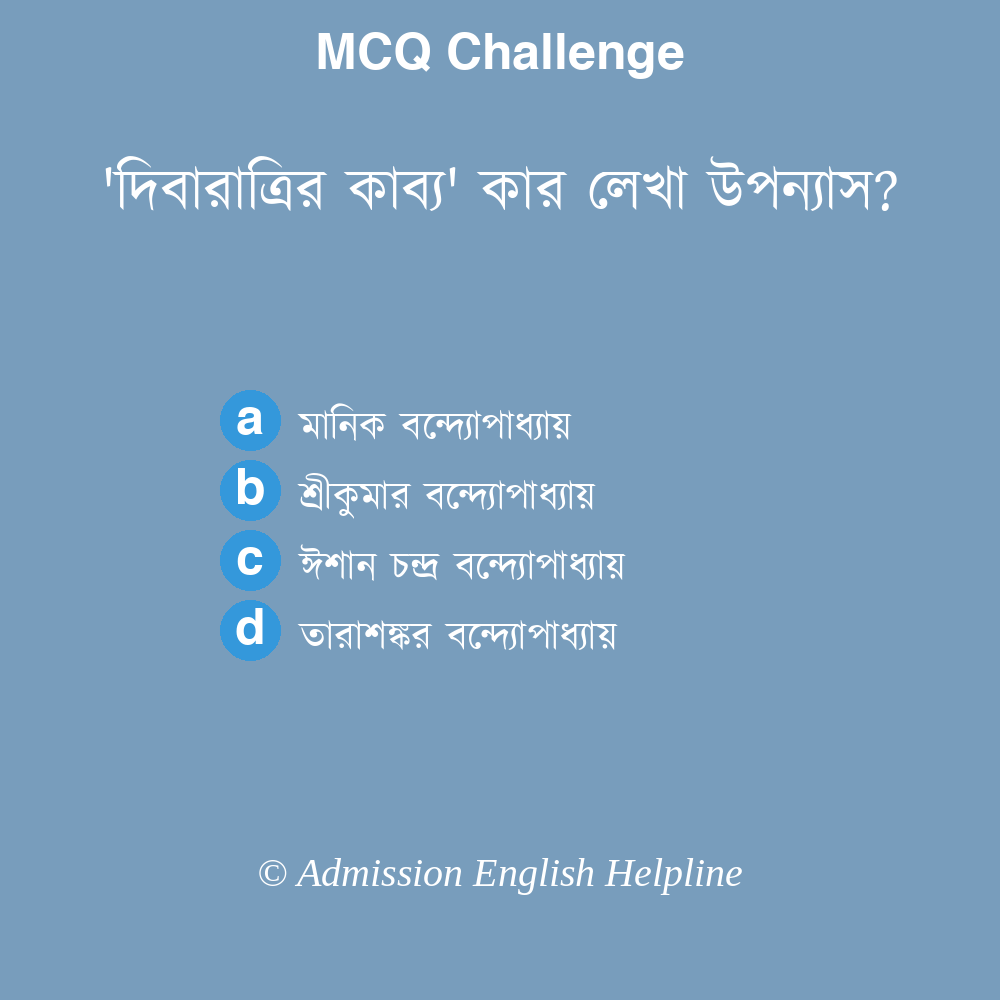 MCQ Challenge
'দিবারাত্রির কাব্য' কার লেখা উপন্যাস?
a মানিক বন্দ্যোপাধ্যায়
b শ্রীকুমার বন্দ্যোপাধ্যায়
c ঈশান চন্দ্র বন্দ্যোপাধ্যায়
d তারাশঙ্কর বন্দ্যোপাধ্যায়
© Admission English Helpline